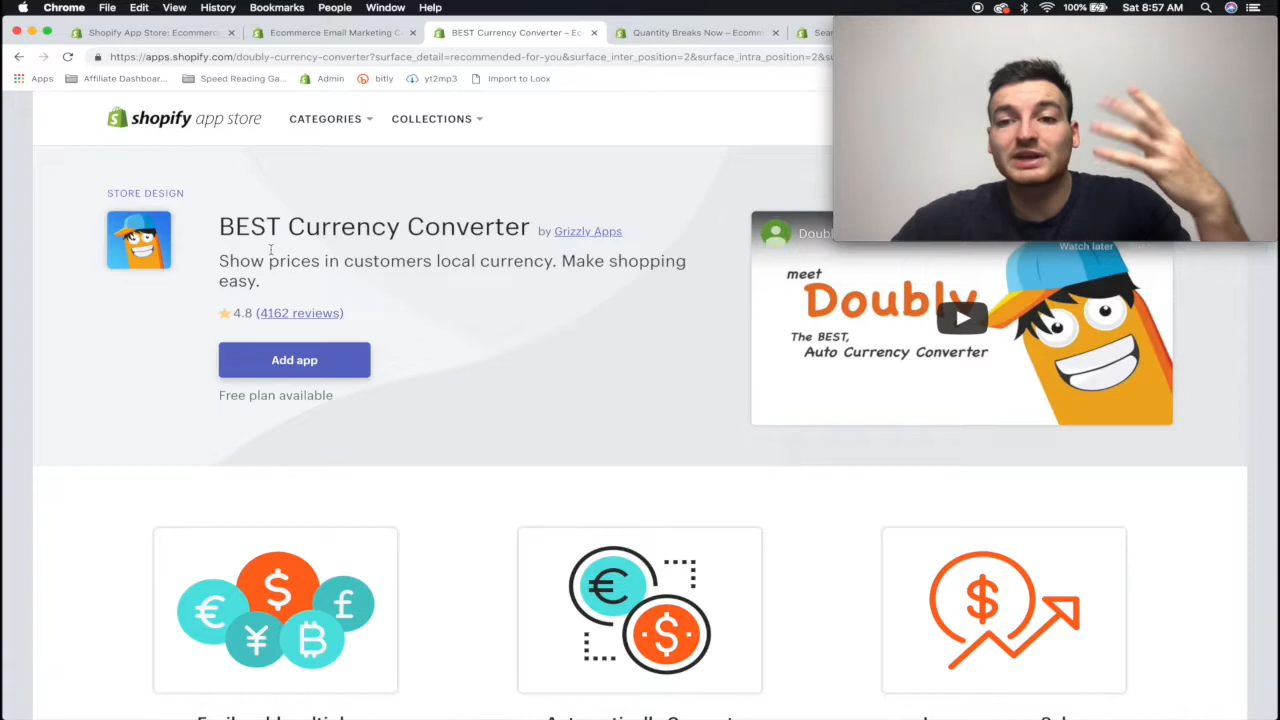 Chrome File Edit View History Bookmarks People Window Help 100% Sat 8:57 AM
Shopify App Store: Ecommerc Ecommerce Email Marketing C BEST Currency Converter – Ec Quantity Breaks Now – Ecomm Sear
https://apps.shopify.com/doubly-currency-converter?surface_detail=recommended-for-you&surface_inter_position=2&surface_intra_position=2&su
Apps Affiliate Dashboar... Speed Reading Ga... Admin bitly yt2mp3 Import to Loox
shopify app store CATEGORIES COLLECTIONS
STORE DESIGN
BEST Currency Converter by Grizzly Apps
Show prices in customers local currency. Make shopping
easy.
4.8 (4162 reviews)
Add app
Free plan available
Doubl
Watch later
meet
Doubly
The BEST,
Auto Currency Converter